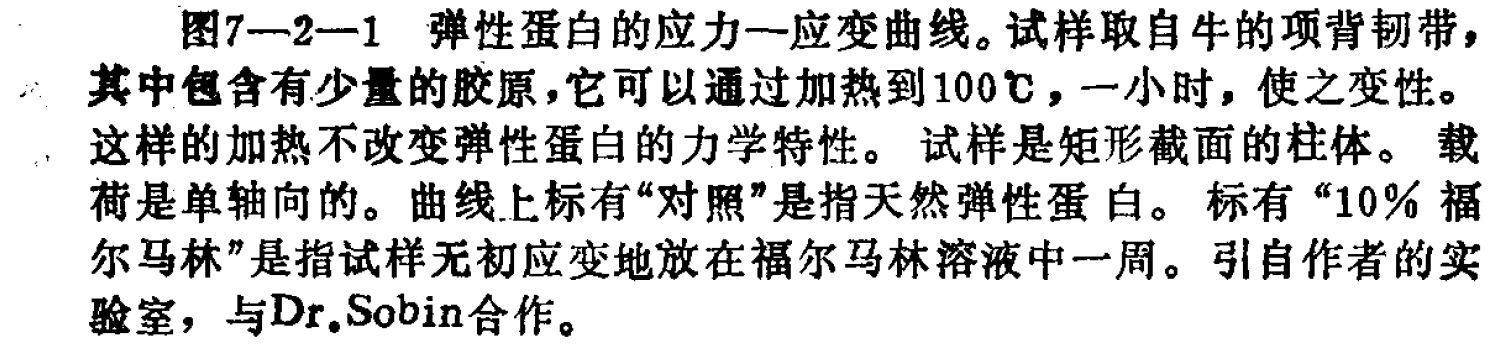 图7—2—1 弹性蛋白的应力—应变曲线。试样取自牛的项背韧带，
其中包含有少量的胶原，它可以通过加热到100℃，一小时，使之变性。
这样的加热不改变弹性蛋白的力学特性。 试样是矩形截面的柱体。 载
荷是单轴向的。曲线上标有“对照”是指天然弹性蛋白。 标有 “10% 福
尔马林”是指试样无初应变地放在福尔马林溶液中一周。引自作者的实
验室，与Dr.Sobin合作。